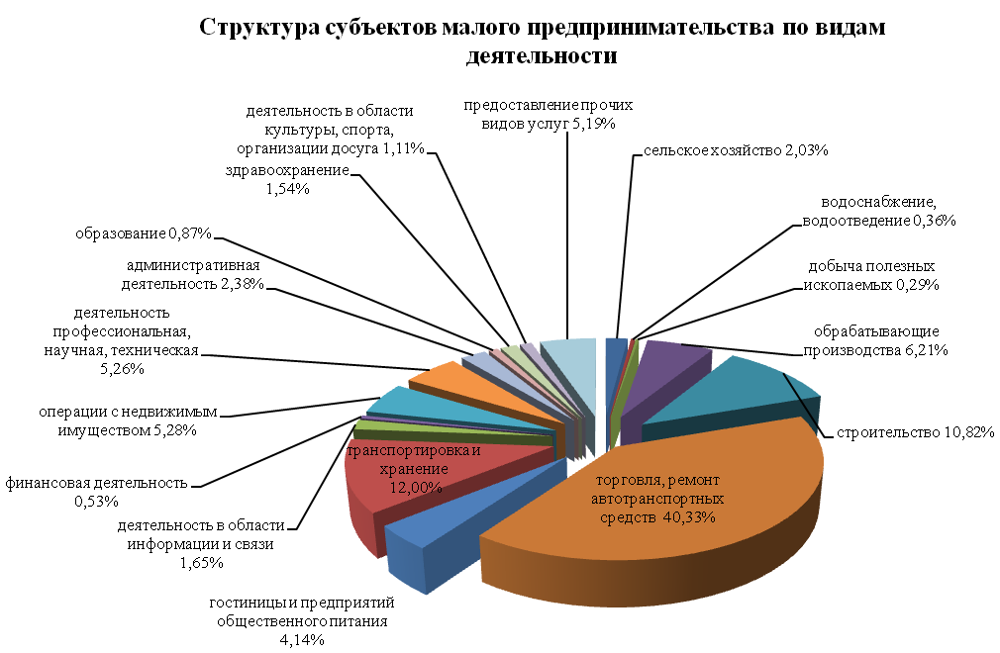 Структура субъектов малого предпринимательства по видам
деятельности
предоставление прочих
видов услуг 5,19%
деятельность в области
культуры, спорта,
организации досуга 1,11%
сельское хозяйство 2,03%
здравоохранение
1,54%
водоснабжение,
водоотведение 0,36%
образование 0,87%
добыча полезных
ископаемых 0,29%
административная
деятельность 2,38%
обрабатывающие
производства 6,21%
деятельность
профессиональная,
научная, техническая
5,26%
строительство 10,82%
операции с недвижимым
имуществом 5,28%
транспортировка и
хранение
12,00%
торговля, ремонт
автотранспортных
средств 40,33%
финансовая деятельность
0,53%
деятельность в области
информации и связи
1,65%
гостиницы и предприятий
общественного питания
4,14%